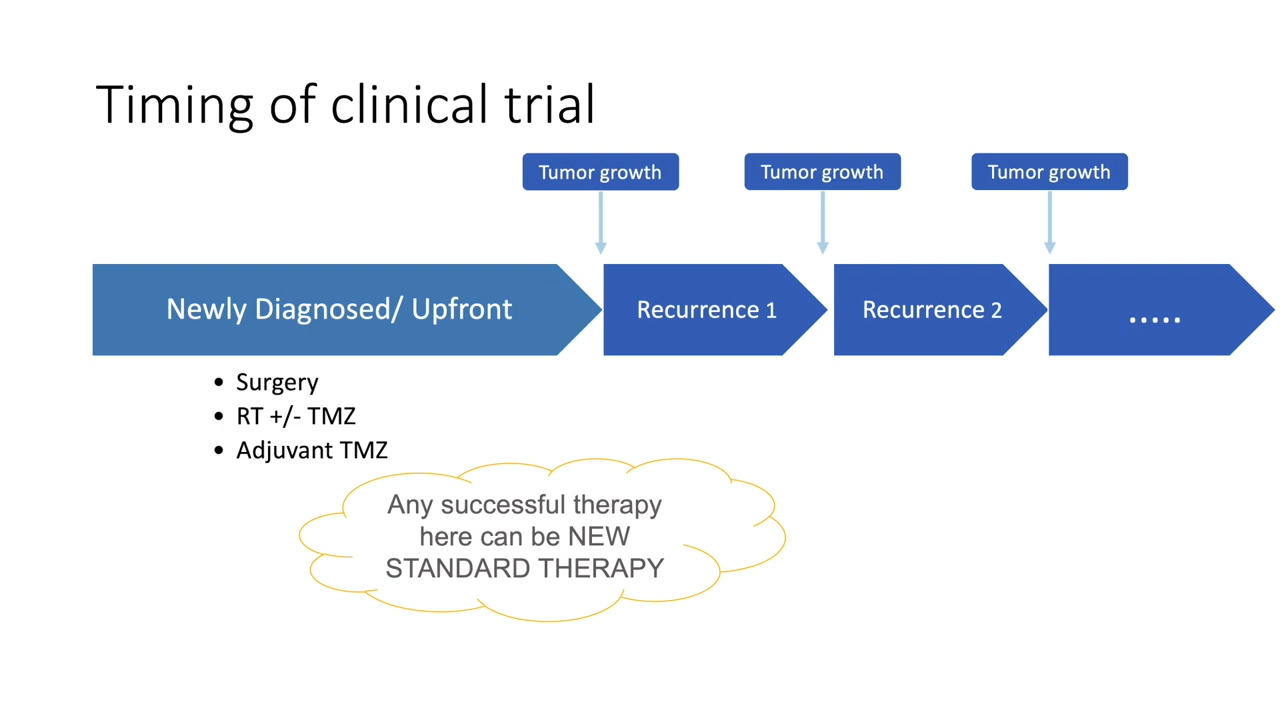 Timing of clinical trial
Tumor growth
Tumor growth
Tumor growth
Newly Diagnosed/ Upfront
Recurrence 1
Recurrence 2
.....
• Surgery
• RT +/- TMZ
• Adjuvant TMZ
Any successful therapy
here can be NEW
STANDARD THERAPY